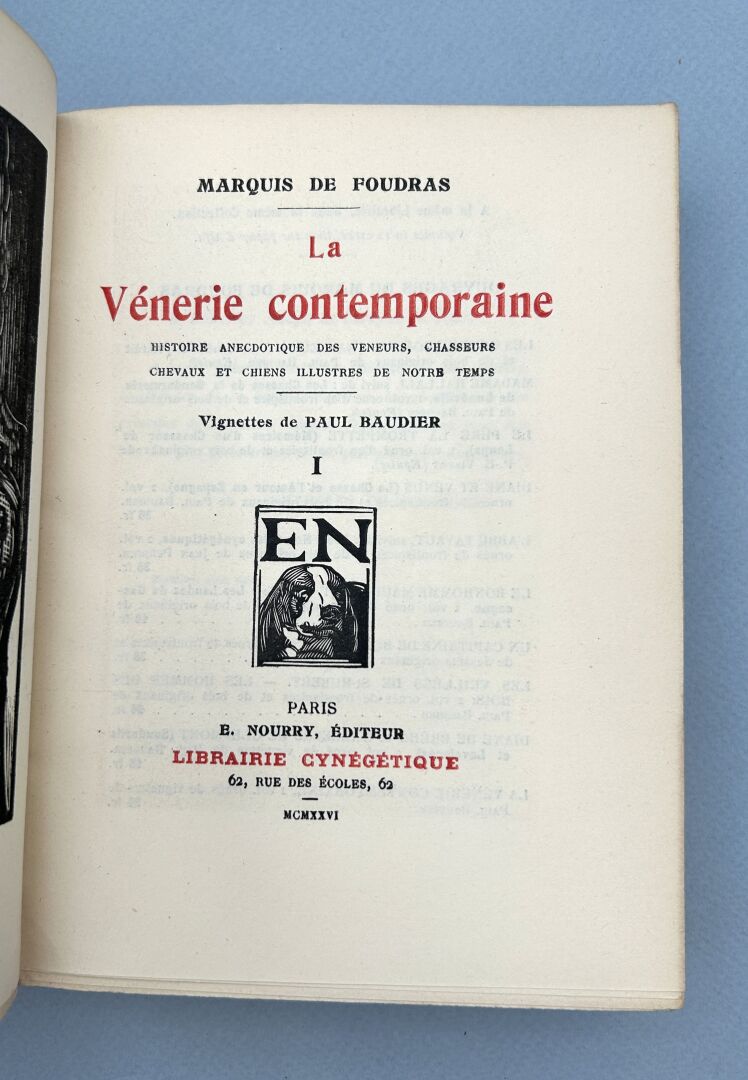 MARQUIS DE FOUDRAS
La
Vénerie contemporaine
HISTOIRE ANECDOTIQUE DES VENEURS, CHASSEURS
CHEVAUX ET CHIENS ILLUSTRES DE NOTRE TEMPS
Vignettes de PAUL BAUDIER
I
EN
PARIS
E. NOURRY, ÉDITEUR
LIBRAIRIE CYNÉGÉTIQUE
62, RUE DES ÉCOLES, 62
MCMXXVI